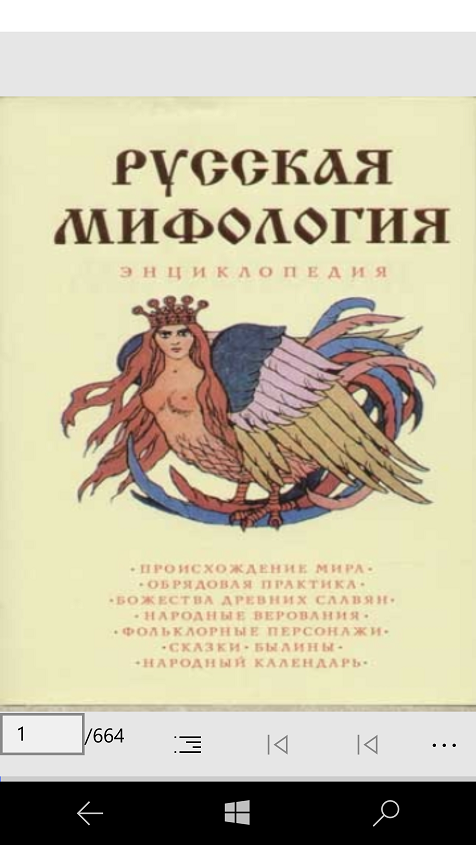 РУССКАЯ
МИФОЛОГИЯ
ЭНЦИКЛОПЕДИЯ
·ПРОИСХОЖДЕНИЕ МИРА·
·ОБРЯДОВАЯ ПРАКТИКА·
·БОЖЕСТВА ДРЕВНИХ СЛАВЯН·
·НАРОДНЫЕ ВЕРОВАНИЯ·
·ФОЛЬКЛОРНЫЕ ПЕРСОНАЖИ·
·СКАЗКИ·БЫЛИНЫ·
·НАРОДНЫЙ КАЛЕНДАРЬ·
1 /664